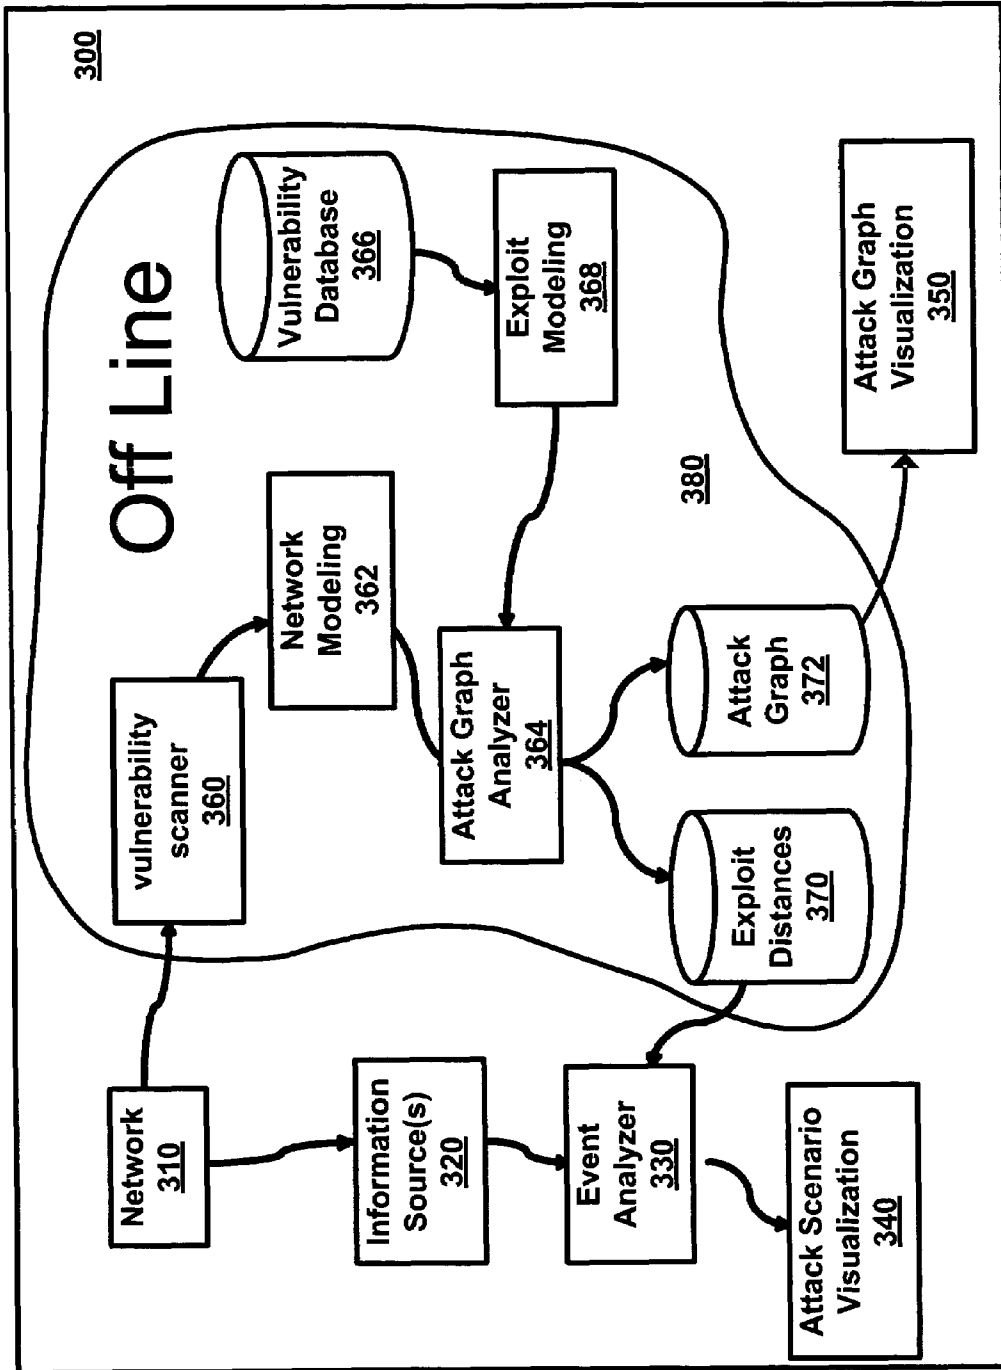 300
Off Line
Network
310
vulnerability
scanner
360
Network
Modeling
362
Vulnerability
Database
366
Information
Source(s)
320
Attack Graph
Analyzer
364
Exploit
Modeling
368
Event
Analyzer
330
Exploit
Distances
370
Attack
Graph
372
380
Attack Scenario
Visualization
340
Attack Graph
Visualization
350